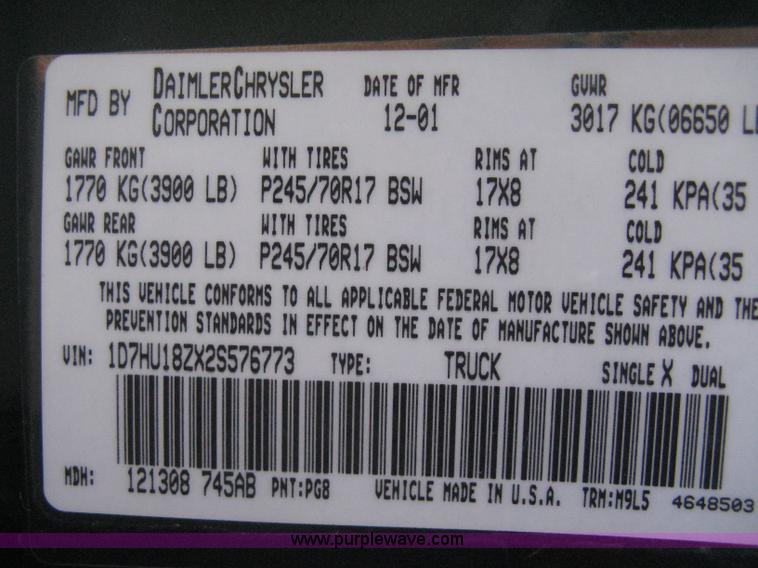 MFD BY DAIMLERCHRYSLER CORPORATION DATE OF MFR 12-01 GVWR 3017 KG(06650 LB
GAWR FRONT WITH TIRES RIMS AT COLD
1770 KG(3900 LB) P245/70R17 BSW 17X8 241 KPA(35
GAWR REAR WITH TIRES RIMS AT COLD
1770 KG(3900 LB) P245/70R17 BSW 17X8 241 KPA(35
THIS VEHICLE CONFORMS TO ALL APPLICABLE FEDERAL MOTOR VEHICLE SAFETY AND THE
PREVENTION STANDARDS IN EFFECT ON THE DATE OF MANUFACTURE SHOWN ABOVE.
VIN: 1D7HU18ZX2S576773 TYPE: TRUCK SINGLE X DUAL
MDH: 121308 745AB PNT:PG8 VEHICLE MADE IN U.S.A. TRM:M9L5 4648503
www.purplewave.com